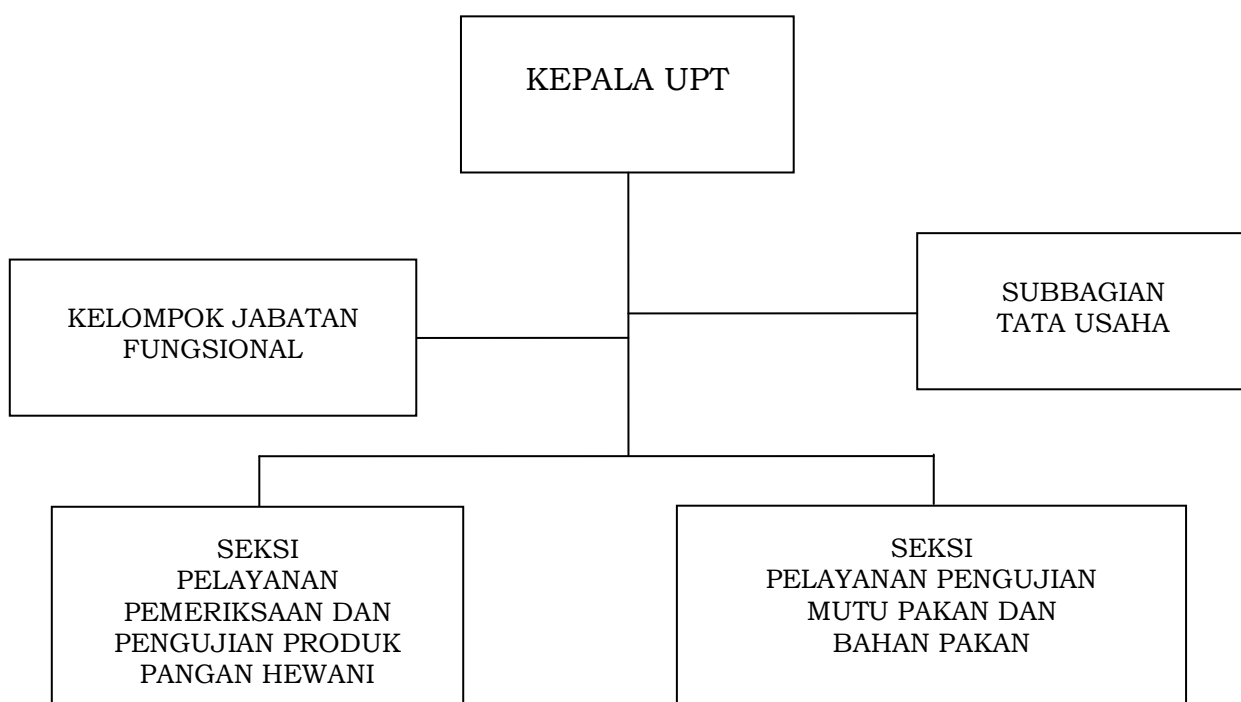 KEPALA UPT
SUBBAGIAN
TATA USAHA
KELOMPOK JABATAN
FUNGSIONAL
SEKSI
PELAYANAN
PEMERIKSAAN DAN
PENGUJIAN PRODUK
PANGAN HEWANI
SEKSI
PELAYANAN PENGUJIAN
MUTU PAKAN DAN
BAHAN PAKAN